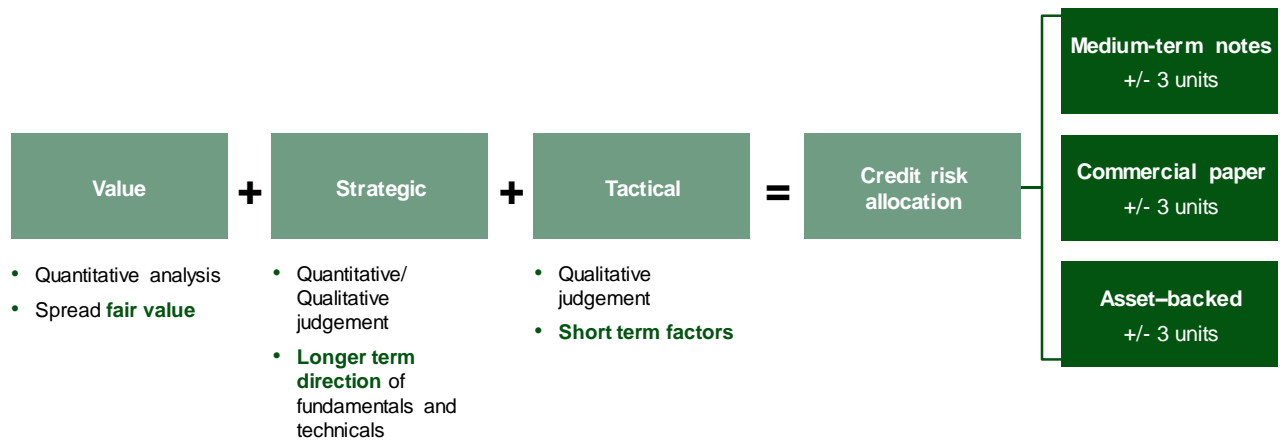 Value
+
Strategic
+
Tactical
=
Credit risk
allocation
Medium-term notes
+/- 3 units
Commercial paper
+/- 3 units
Asset–backed
+/- 3 units
• Quantitative analysis
• Spread fair value
• Quantitative/
Qualitative
judgement
• Longer term
direction of
fundamentals and
technicals
• Qualitative
judgement
• Short term factors